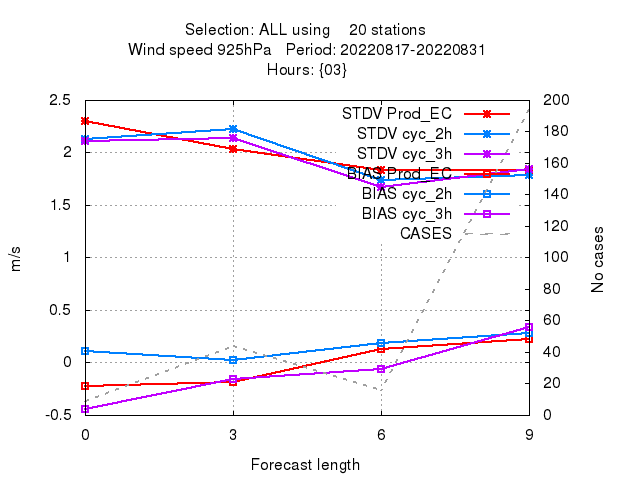 Selection: ALL using    20 stations
Wind speed 925hPa   Period: 20220817-20220831
Hours: {03}
2.5
2
1.5
1
0.5
0
-0.5
m/s
STDV Prod_EC
STDV cyc_2h
STDV cyc_3h
BIAS Prod_EC
BIAS cyc_2h
BIAS cyc_3h
CASES
200
180
160
140
120
100
80
60
40
20
0
No cases
0 3 6 9
Forecast length